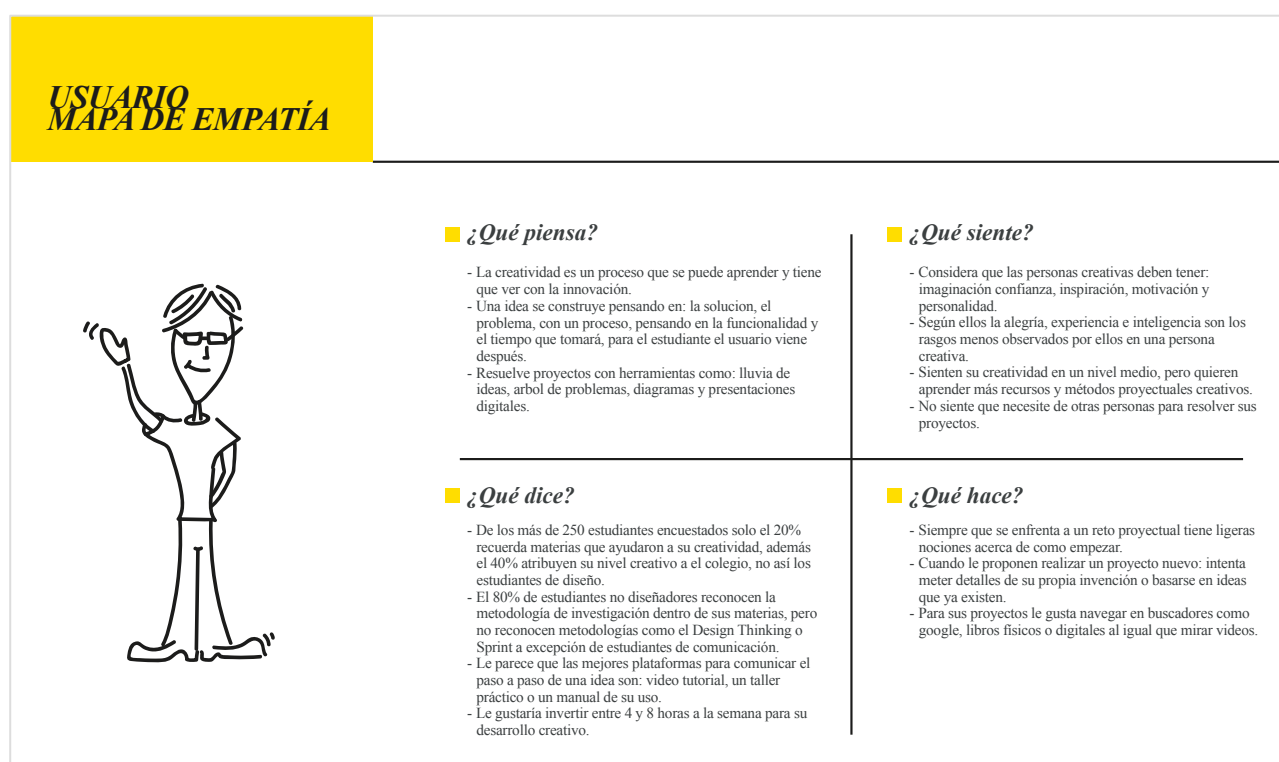 USUARIO
MAPA DE EMPATÍA
¿Qué piensa?
- La creatividad es un proceso que se puede aprender y tiene
que ver con la innovación.
- Una idea se construye pensando en: la solucion, el
problema, con un proceso, pensando en la funcionalidad y
el tiempo que tomará, para el estudiante el usuario viene
después.
- Resuelve proyectos con herramientas como: lluvia de
ideas, arbol de problemas, diagramas y presentaciones
digitales.
¿Qué siente?
- Considera que las personas creativas deben tener:
imaginación confianza, inspiración, motivación y
personalidad.
- Según ellos la alegría, experiencia e inteligencia son los
rasgos menos observados por ellos en una persona
creativa.
- Sienten su creatividad en un nivel medio, pero quieren
aprender más recursos y métodos proyectuales creativos.
- No siente que necesite de otras personas para resolver sus
proyectos.
¿Qué dice?
- De los más de 250 estudiantes encuestados solo el 20%
recuerda materias que ayudaron a su creatividad, además
el 40% atribuyen su nivel creativo a el colegio, no así los
estudiantes de diseño.
- El 80% de estudiantes no diseñadores reconocen la
metodología de investigación dentro de sus materias, pero
no reconocen metodologías como el Design Thinking o
Sprint a excepción de estudiantes de comunicación.
- Le parece que las mejores plataformas para comunicar el
paso a paso de una idea son: video tutorial, un taller
práctico o un manual de su uso.
- Le gustaría invertir entre 4 y 8 horas a la semana para su
desarrollo creativo.
¿Qué hace?
- Siempre que se enfrenta a un reto proyectual tiene ligeras
nociones acerca de como empezar.
- Cuando le proponen realizar un proyecto nuevo: intenta
meter detalles de su propia invención o basarse en ideas
que ya existen.
- Para sus proyectos le gusta navegar en buscadores como
google, libros físicos o digitales al igual que mirar videos.